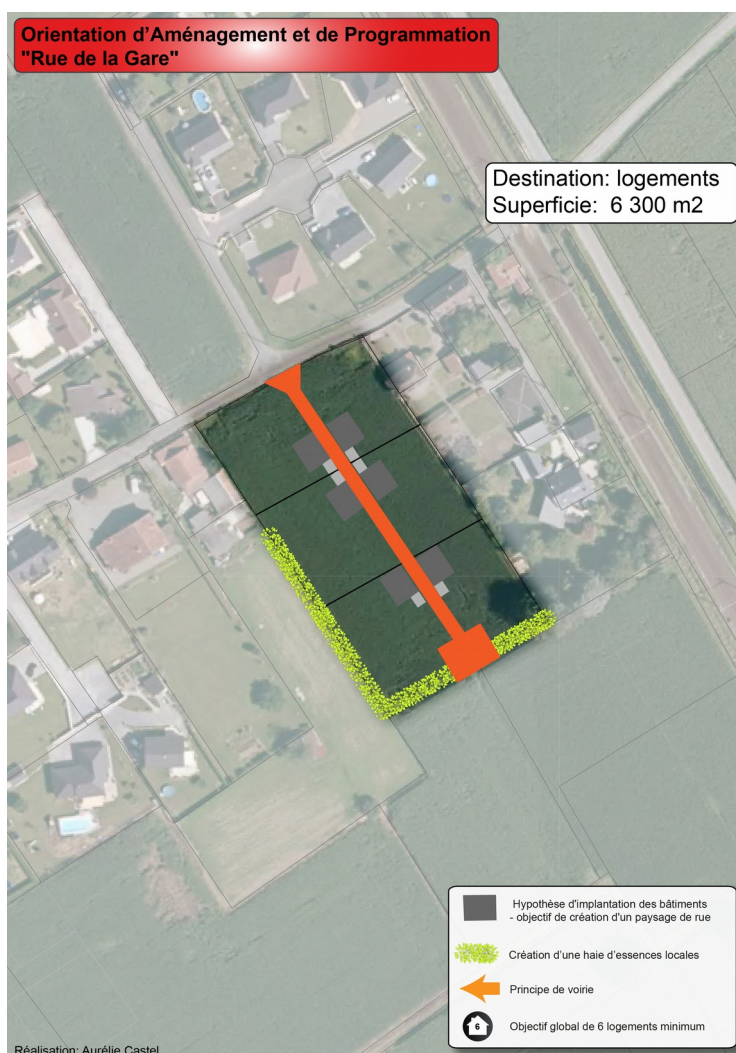 Orientation d'Aménagement et de Programmation
"Rue de la Gare"
Destination: logements
Superficie: 6 300 m2
Hypothèse d'implantation des bâtiments
- objectif de création d'un paysage de rue
Création d'une haie d'essences locales
Principe de voirie
6
Objectif global de 6 logements minimum
Réalisation: Aurélie Castel